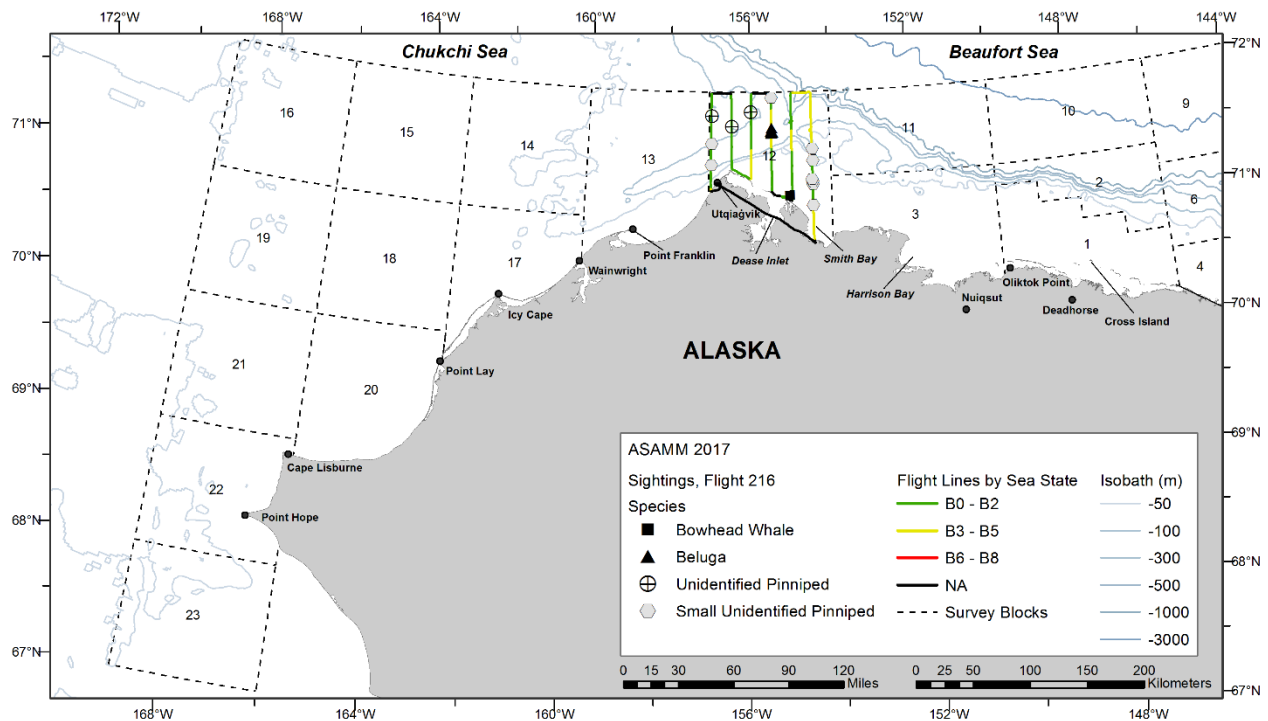 172°W 168°W 164°W 160°W 156°W 152°W 148°W 144°W
Chukchi Sea
Beaufort Sea
72°N
71°N
71°N
70°N
70°N
69°N
69°N
68°N
68°N
67°N
67°N
16
15
14
13
12
11
10
9
19
18
17
3
2
6
1
4
21
20
22
23
Utqiaġvik
Point Franklin
Dease Inlet
Smith Bay
Wainwright
Harrison Bay
Oliktok Point
Nuiqsut
Deadhorse
Cross Island
Icy Cape
Point Lay
Cape Lisburne
Point Hope
ALASKA
ASAMM 2017
Sightings, Flight 216
Species
Bowhead Whale
Beluga
Unidentified Pinniped
Small Unidentified Pinniped
Flight Lines by Sea State
B0 - B2
B3 - B5
B6 - B8
NA
Survey Blocks
Isobath (m)
-50
-100
-300
-500
-1000
-3000
0 15 30 60 90 120
Miles
0 25 50 100 150 200
Kilometers
168°W 164°W 160°W 156°W 152°W 148°W